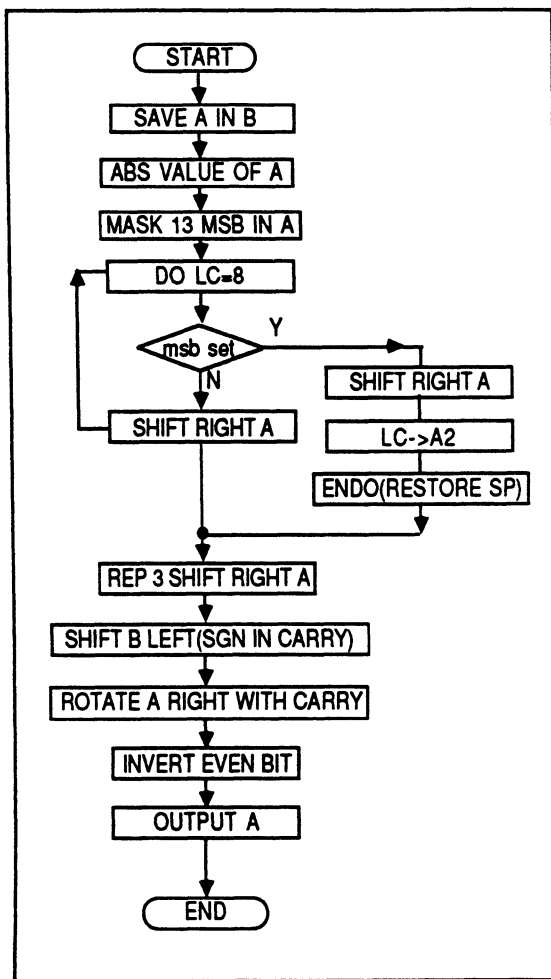 START
SAVE A IN B
ABS VALUE OF A
MASK 13 MSB IN A
DO LC=8
msb set
Y
N
SHIFT RIGHT A
SHIFT RIGHT A
LC->A2
ENDO(RESTORE SP)
REP 3 SHIFT RIGHT A
SHIFT B LEFT(SGN IN CARRY)
ROTATE A RIGHT WITH CARRY
INVERT EVEN BIT
OUTPUT A
END